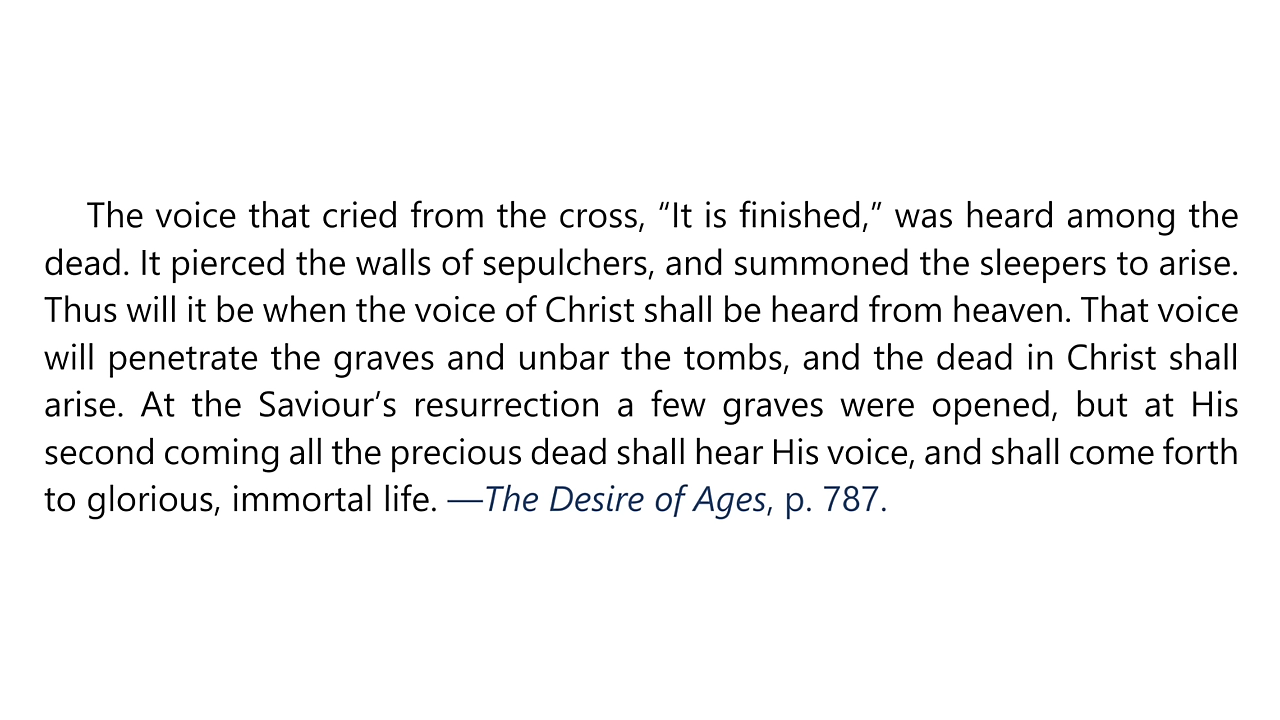 The voice that cried from the cross, “It is finished,” was heard among the
dead. It pierced the walls of sepulchers, and summoned the sleepers to arise.
Thus will it be when the voice of Christ shall be heard from heaven. That voice
will penetrate the graves and unbar the tombs, and the dead in Christ shall
arise. At the Saviour’s resurrection a few graves were opened, but at His
second coming all the precious dead shall hear His voice, and shall come forth
to glorious, immortal life. —The Desire of Ages, p. 787.